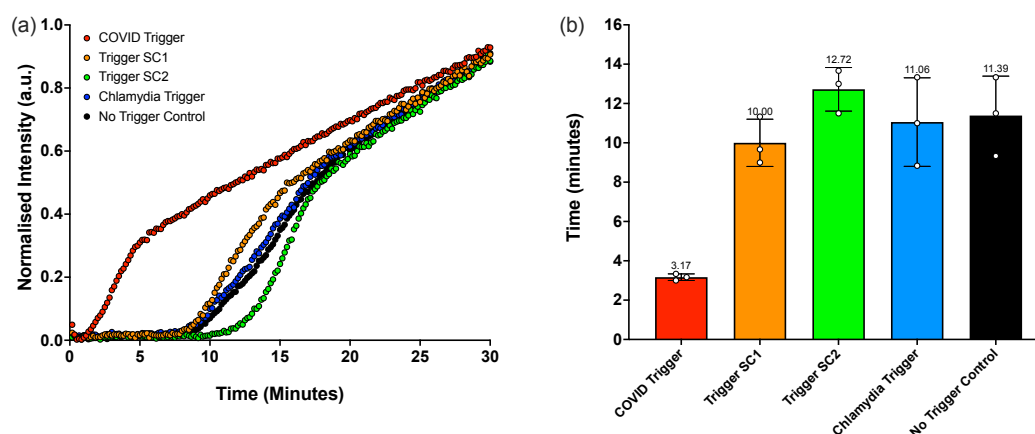 (a)
Normalised Intensity (a.u.)
1.0
0.8
0.6
0.4
0.2
0.0
COVID Trigger
Trigger SC1
Trigger SC2
Chlamydia Trigger
No Trigger Control
0 5 10 15 20 25 30
Time (Minutes)
(b)
Time (minutes)
16
14
12
10
8
6
4
2
0
3.17
10.00
12.72
11.06
11.39
COVID Trigger
Trigger SC1
Trigger SC2
Chlamydia Trigger
No Trigger Control